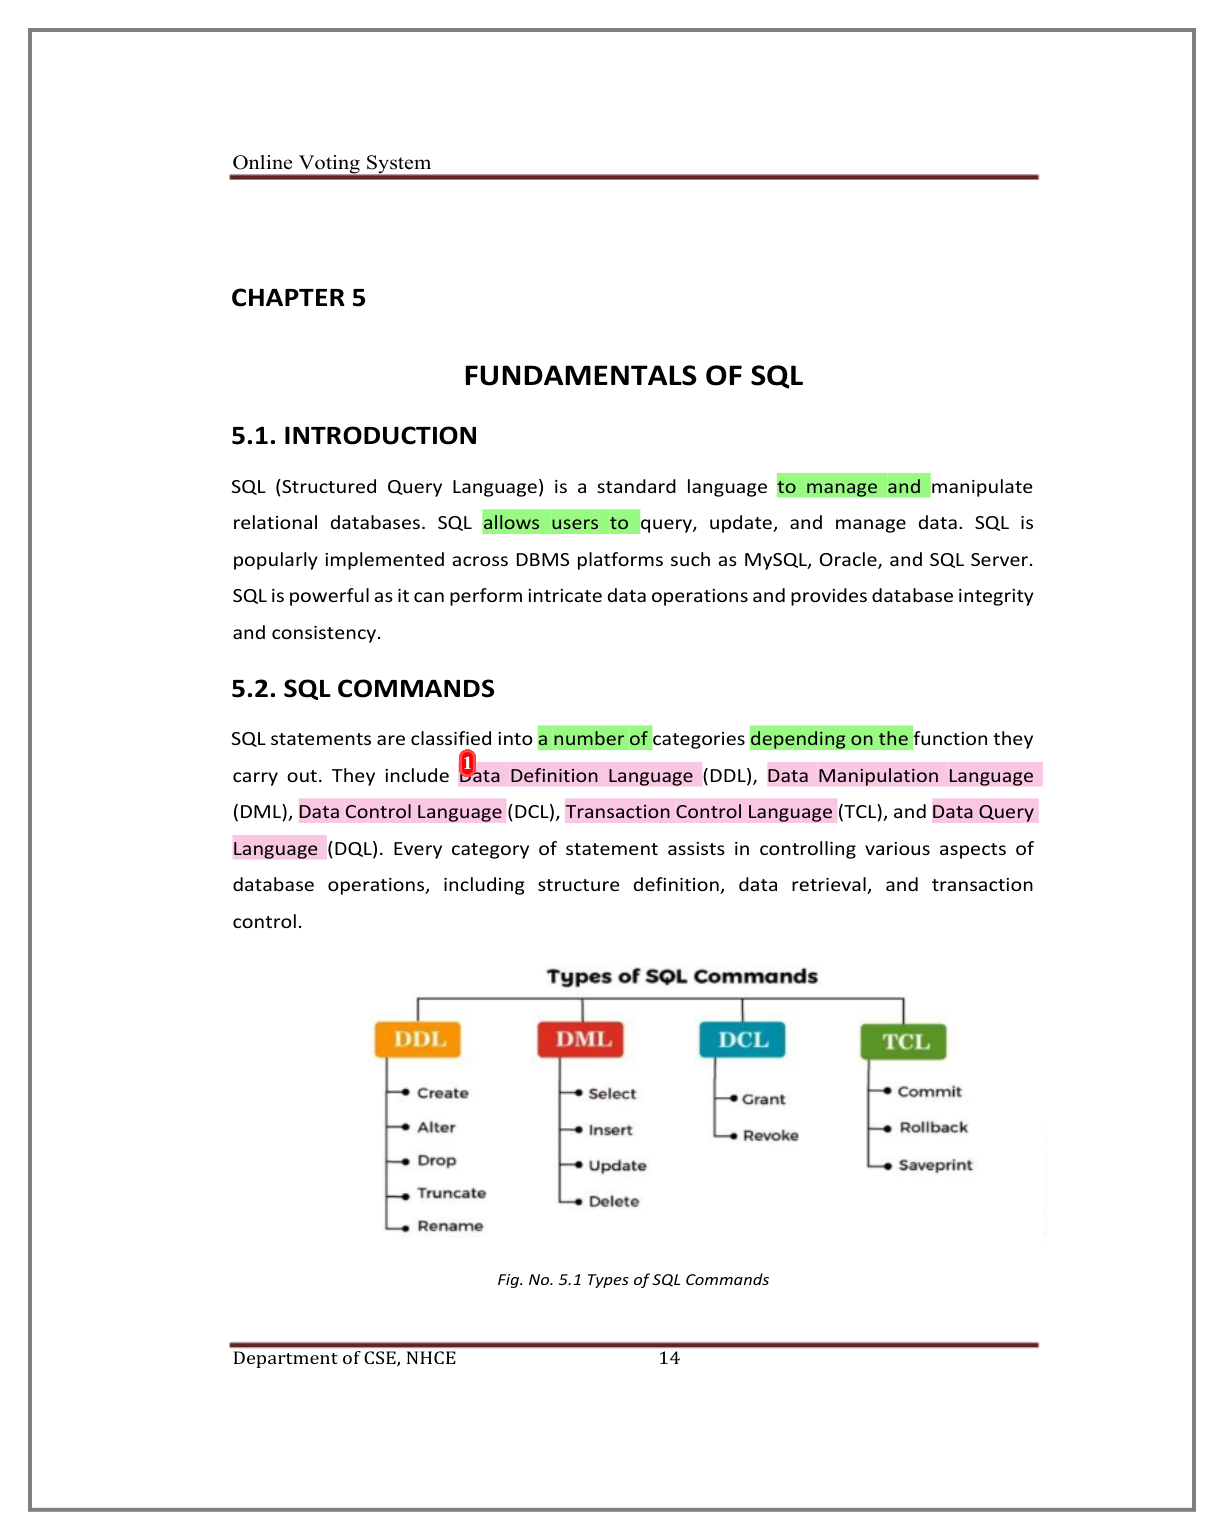 Online Voting System
CHAPTER 5
FUNDAMENTALS OF SQL
5.1. INTRODUCTION
SQL (Structured Query Language) is a standard language to manage and manipulate
relational databases. SQL allows users to query, update, and manage data. SQL is
popularly implemented across DBMS platforms such as MySQL, Oracle, and SQL Server.
SQL is powerful as it can perform intricate data operations and provides database integrity
and consistency.
5.2. SQL COMMANDS
SQL statements are classified into a number of categories depending on the function they
1
carry out. They include Data Definition Language (DDL), Data Manipulation Language
(DML), Data Control Language (DCL), Transaction Control Language (TCL), and Data Query
Language (DQL). Every category of statement assists in controlling various aspects of
database operations, including structure definition, data retrieval, and transaction
control.
Types of SQL Commands
DDL DML DCL TCL
Create Select Grant Commit
Alter Insert Revoke Rollback
Drop Update Saveprint
Truncate Delete
Rename
Fig. No. 5.1 Types of SQL Commands
Department of CSE, NHCE 14